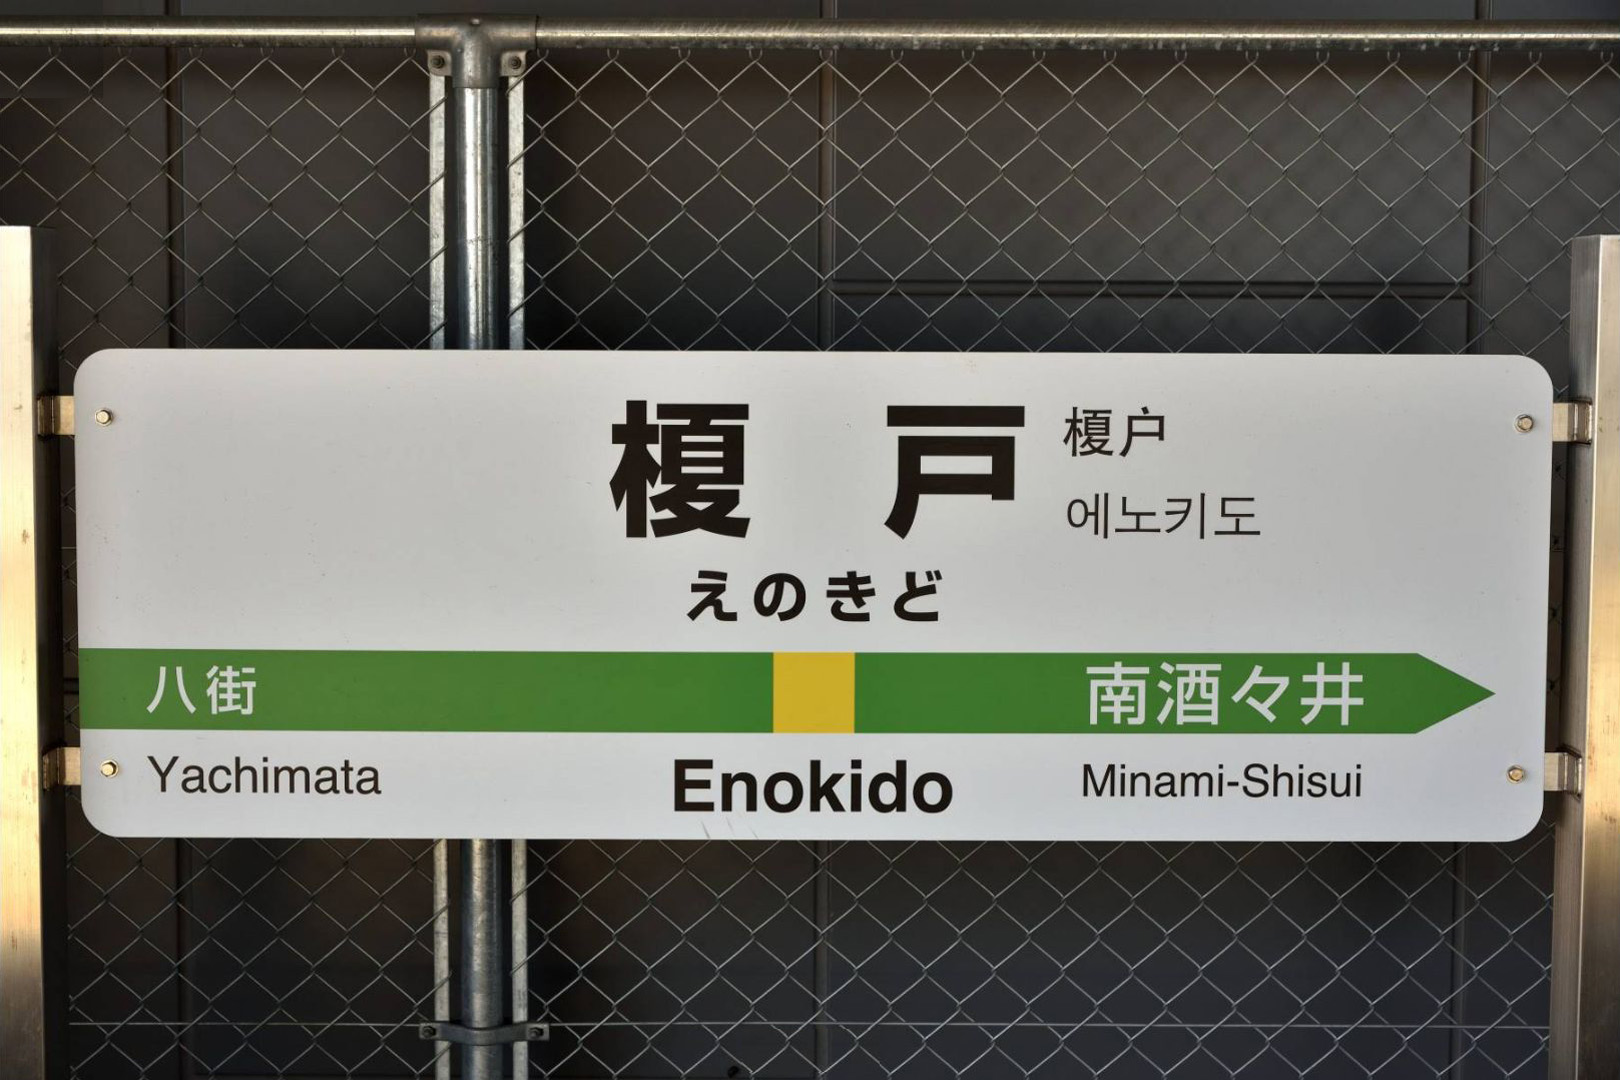 榎戸
榎户
에노키도
えのきど
八街
南酒々井
Yachimata
Enokido
Minami-Shisui